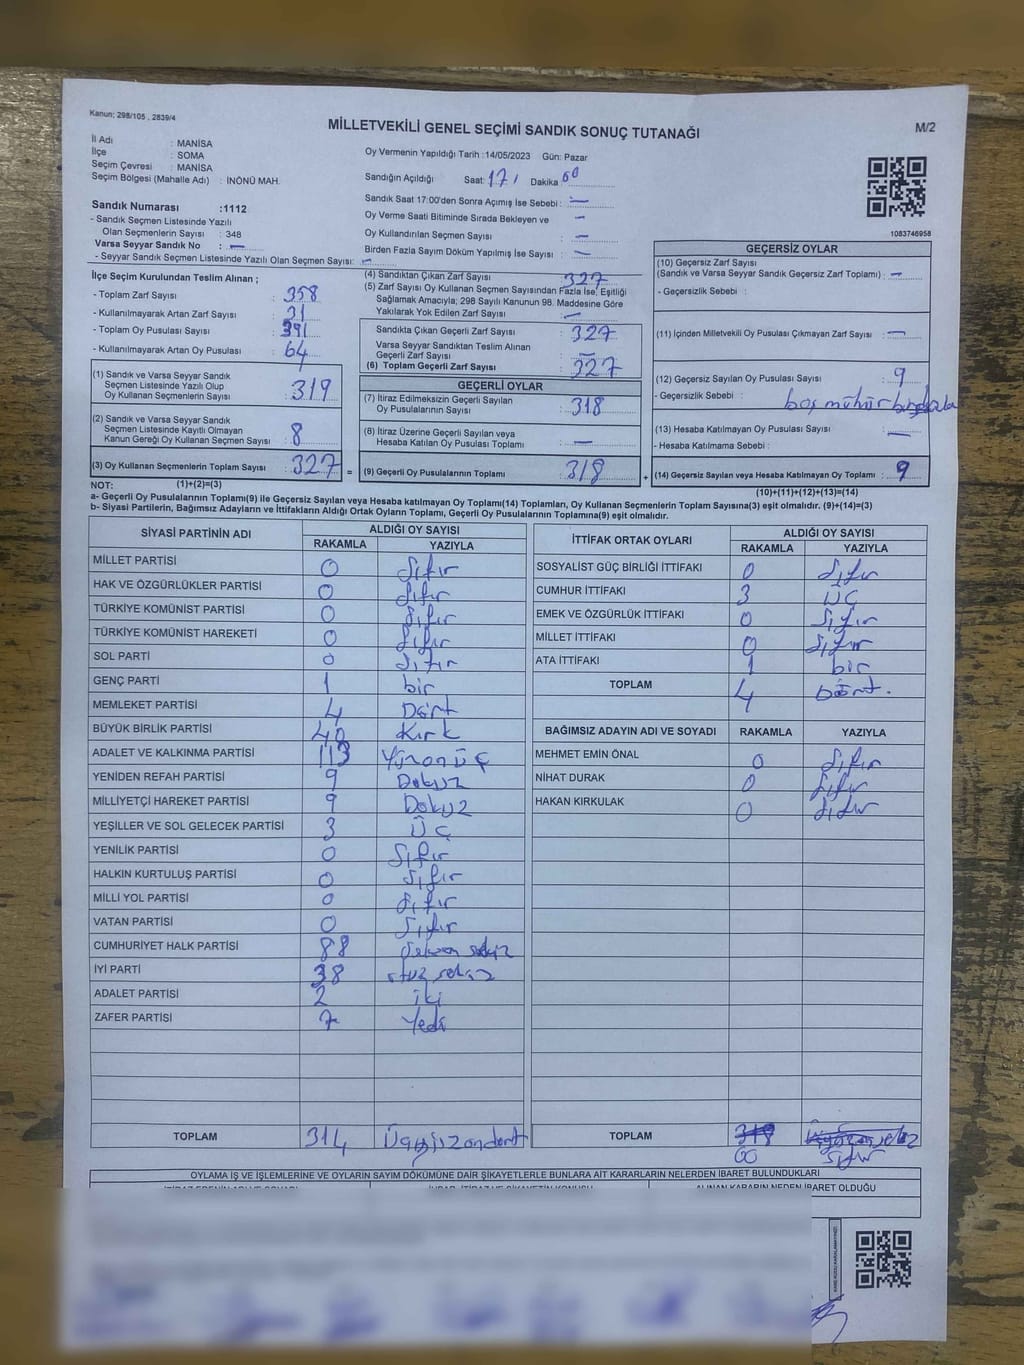 Kanun; 298/105 , 2839/4
MİLLETVEKİLİ GENEL SEÇİMİ SANDIK SONUÇ TUTANAĞI
M/2
İl Adı : MANİSA
İlçe : SOMA
Seçim Çevresi : MANİSA
Seçim Bölgesi (Mahalle Adı) : İNÖNÜ MAH.
Sandık Numarası :1112
- Sandık Seçmen Listesinde Yazılı
Olan Seçmenlerin Sayısı : 348
Varsa Seyyar Sandık No : —
- Seyyar Sandık Seçmen Listesinde Yazılı Olan Seçmen Sayısı: —
Oy Vermenin Yapıldığı Tarih :14/05/2023 Gün: Pazar
Sandığın Açıldığı Saat: 17 Dakika
Sandık Saat 17:00'den Sonra Açımış İse Sebebi : —
Oy Verme Saati Bitiminde Sırada Bekleyen ve —
Oy Kullandırılan Seçmen Sayısı : —
Birden Fazla Sayım Döküm Yapılmış İse Sayısı : —
1083746958
İlçe Seçim Kurulundan Teslim Alınan ;
- Toplam Zarf Sayısı : 358
- Kullanılmayarak Artan Zarf Sayısı : 31
- Toplam Oy Pusulası Sayısı : 391
- Kullanılmayarak Artan Oy Pusulası : 64
(1) Sandık ve Varsa Seyyar Sandık
Seçmen Listesinde Yazılı Olup
Oy Kullanan Seçmenlerin Sayısı : 319
(2) Sandık ve Varsa Seyyar Sandık
Seçmen Listesinde Kayıtlı Olmayan
Kanun Gereği Oy Kullanan Seçmen Sayısı : 8
(3) Oy Kullanan Seçmenlerin Toplam Sayısı : 327 =
(4) Sandıktan Çıkan Zarf Sayısı : 327
(5) Zarf Sayısı Oy Kullanan Seçmen Sayısından Fazla İse, Eşitliği
Sağlamak Amacıyla; 298 Sayılı Kanunun 98. Maddesine Göre
Yakılarak Yok Edilen Zarf Sayısı : —
Sandıkta Çıkan Geçerli Zarf Sayısı : 327
Varsa Seyyar Sandıktan Teslim Alınan
Geçerli Zarf Sayısı : —
(6) Toplam Geçerli Zarf Sayısı : 327
GEÇERLİ OYLAR
(7) İtiraz Edilmeksizin Geçerli Sayılan
Oy Pusulalarının Sayısı : 318
(8) İtiraz Üzerine Geçerli Sayılan veya
Hesaba Katılan Oy Pusulası Toplamı : —
(9) Geçerli Oy Pusulalarının Toplamı : 318 +
GEÇERSİZ OYLAR
(10) Geçersiz Zarf Sayısı
(Sandık ve Varsa Seyyar Sandık Geçersiz Zarf Toplamı) : —
- Geçersizlik Sebebi :
(11) İçinden Milletvekili Oy Pusulası Çıkmayan Zarf Sayısı : —
(12) Geçersiz Sayılan Oy Pusulası Sayısı : 9
- Geçersizlik Sebebi : boş mühür
(13) Hesaba Katılmayan Oy Pusulası Sayısı : —
- Hesaba Katılmama Sebebi :
(14) Geçersiz Sayılan veya Hesaba Katılmayan Oy Toplamı : 9
NOT: (1)+(2)=(3) (10)+(11)+(12)+(13)=(14)
a- Geçerli Oy Pusulalarının Toplamı(9) ile Geçersiz Sayılan veya Hesaba katılmayan Oy Toplamı(14) Toplamları, Oy Kullanan Seçmenlerin Toplam Sayısına(3) eşit olmalıdır. (9)+(14)=(3)
b- Siyasi Partilerin, Bağımsız Adayların ve İttifakların Aldığı Ortak Oyların Toplamı, Geçerli Oy Pusulalarının Toplamına(9) eşit olmalıdır.
SİYASİ PARTİNİN ADI ALDIĞI OY SAYISI
RAKAMLA YAZIYLA
MİLLET PARTİSİ 0 Sıfır
HAK VE ÖZGÜRLÜKLER PARTİSİ 0 Sıfır
TÜRKİYE KOMÜNİST PARTİSİ 0 Sıfır
TÜRKİYE KOMÜNİST HAREKETİ 0 Sıfır
SOL PARTİ 0 Sıfır
GENÇ PARTİ 1 bir
MEMLEKET PARTİSİ 4 Dört
BÜYÜK BİRLİK PARTİSİ 40 Kırk
ADALET VE KALKINMA PARTİSİ 113 Yüzonüç
YENİDEN REFAH PARTİSİ 9 Dokuz
MİLLİYETÇİ HAREKET PARTİSİ 9 Dokuz
YEŞİLLER VE SOL GELECEK PARTİSİ 3 Üç
YENİLİK PARTİSİ 0 Sıfır
HALKIN KURTULUŞ PARTİSİ 0 Sıfır
MİLLİ YOL PARTİSİ 0 Sıfır
VATAN PARTİSİ 0 Sıfır
CUMHURİYET HALK PARTİSİ 88 seksen sekiz
İYİ PARTİ 38 otuz sekiz
ADALET PARTİSİ 2 iki
ZAFER PARTİSİ 7 Yedi
TOPLAM 314 Üçyüzondört
İTTİFAK ORTAK OYLARI ALDIĞI OY SAYISI
RAKAMLA YAZIYLA
SOSYALİST GÜÇ BİRLİĞİ İTTİFAKI 0 Sıfır
CUMHUR İTTİFAKI 3 ÜÇ
EMEK VE ÖZGÜRLÜK İTTİFAKI 0 Sıfır
MİLLET İTTİFAKI 0 Sıfır
ATA İTTİFAKI 1 bir
TOPLAM 4 Dört.
BAĞIMSIZ ADAYIN ADI VE SOYADI RAKAMLA YAZIYLA
MEHMET EMİN ÖNAL 0 Sıfır
NİHAT DURAK 0 Sıfır
HAKAN KIRKULAK 0 Sıfır
TOPLAM 318
00 Sıfır
OYLAMA İŞ VE İŞLEMLERİNE VE OYLARIN SAYIM DÖKÜMÜNE DAİR ŞİKAYETLERLE BUNLARA AİT KARARLARIN NELERDEN İBARET BULUNDUKLARI
ALINAN KARARIN NEDEN İBARET OLDUĞU